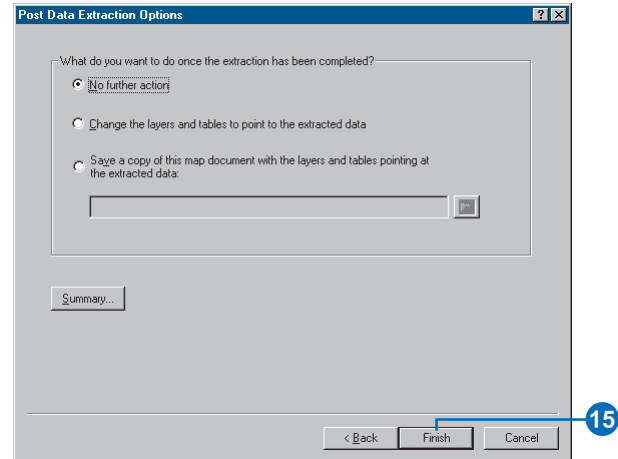 Post Data Extraction Options
What do you want to do once the extraction has been completed?
No further action
Change the layers and tables to point to the extracted data
Save a copy of this map document with the layers and tables pointing at
the extracted data:
Summary...
< Back
Finish
Cancel
15